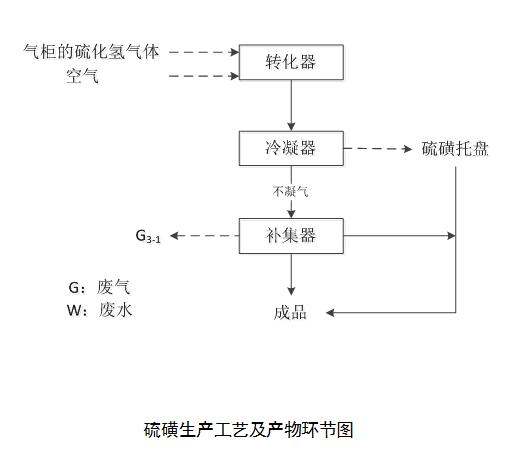 气柜的硫化氢气体
空气
转化器
冷凝器
硫磺托盘
不凝气
G3-1
补集器
G：废气
W：废水
成品
硫磺生产工艺及产物环节图